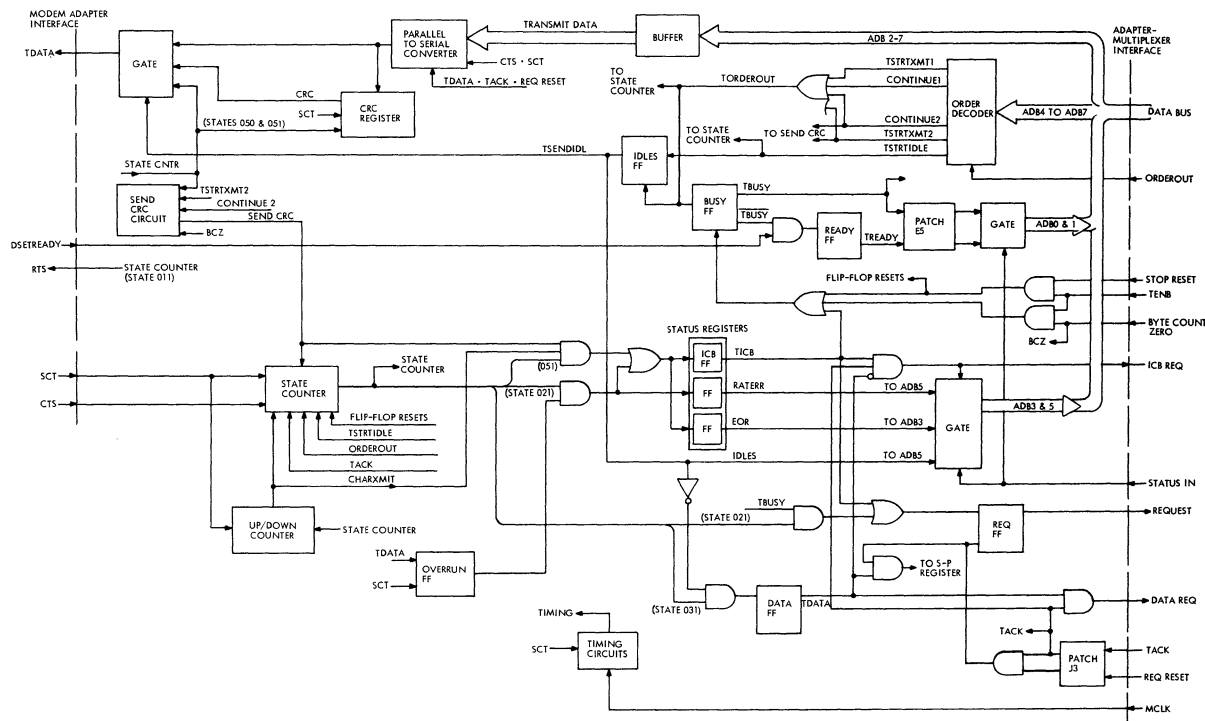 MODEM ADAPTER
INTERFACE
TDATA
GATE
PARALLEL
TO SERIAL
CONVERTER
TRANSMIT DATA
BUFFER
ADB 2-7
ADAPTER-
MULTIPLEXER
INTERFACE
CTS · SCT
TDATA · TACK · REQ RESET
CRC
SCT
CRC
REGISTER
(STATES 050 & 051)
TO
STATE
COUNTER
TORDEROUT
TSTRTXMT1
CONTINUE1
CONTINUE2
TSTRTXMT2
TSTRTIDLE
ORDER
DECODER
ADB4 TO ADB7
DATA BUS
TO STATE
COUNTER
TO SEND CRC
TSENDIDL
IDLES
FF
ORDEROUT
STATE CNTR
SEND
CRC
CIRCUIT
TSTRTXMT2
CONTINUE 2
SEND CRC
BCZ
BUSY
FF
TBUSY
TBUSY
READY
FF
TREADY
PATCH
E5
GATE
ADB0 & 1
DSETREADY
RTS
STATE COUNTER
(STATE 011)
FLIP-FLOP RESETS
STOP RESET
TENB
BYTE COUNT
ZERO
BCZ
STATUS REGISTERS
ICB
FF
TICB
ICB REQ
STATE
COUNTER
(051)
SCT
CTS
STATE
COUNTER
(STATE 021)
FF
RATERR
TO ADB5
FF
EOR
TO ADB3
GATE
ADB3 & 5
IDLES
TO ADB5
FLIP-FLOP RESETS
TSTRTIDLE
ORDEROUT
TACK
CHARXMIT
STATUS IN
UP/DOWN
COUNTER
STATE COUNTER
TBUSY
(STATE 021)
REQ
FF
REQUEST
TDATA
SCT
OVERRUN
FF
TO S-P
REGISTER
(STATE 031)
DATA
FF
TDATA
DATA REQ
TIMING
SCT
TIMING
CIRCUITS
TACK
PATCH
J3
TACK
REQ RESET
MCLK